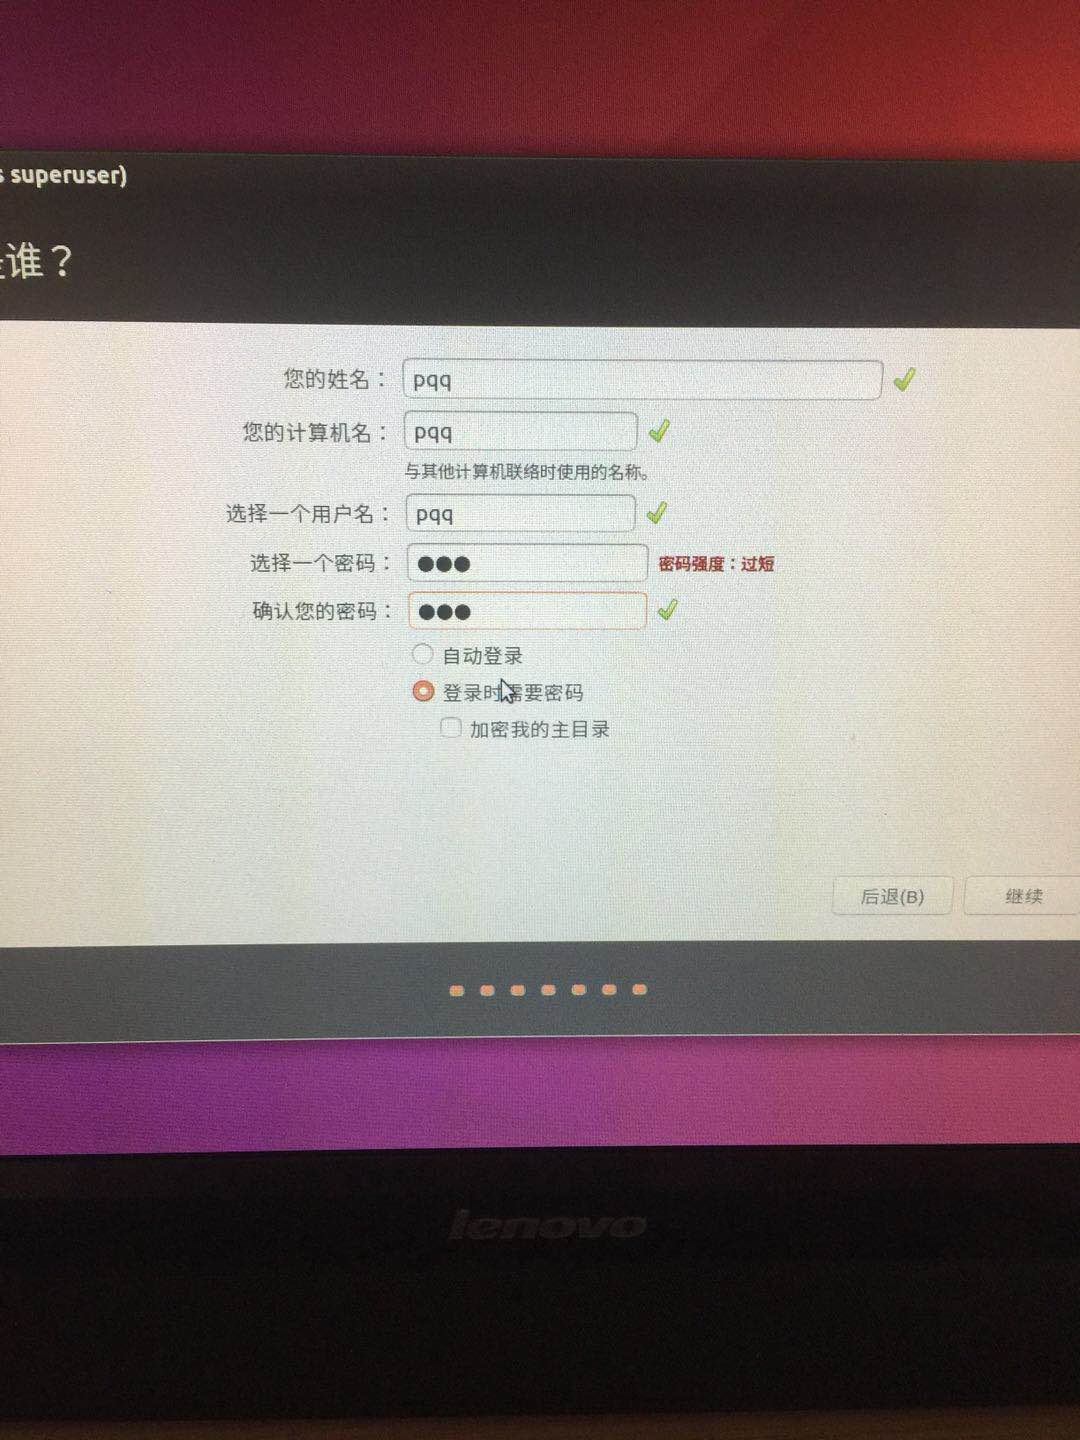 s superuser)
是谁？
您的姓名： pqq
您的计算机名： pqq
与其他计算机联络时使用的名称。
选择一个用户名： pqq
选择一个密码： ●●● 密码强度：过短
确认您的密码： ●●●
自动登录
登录时需要密码
加密我的主目录
后退(B) 继续
lenovo